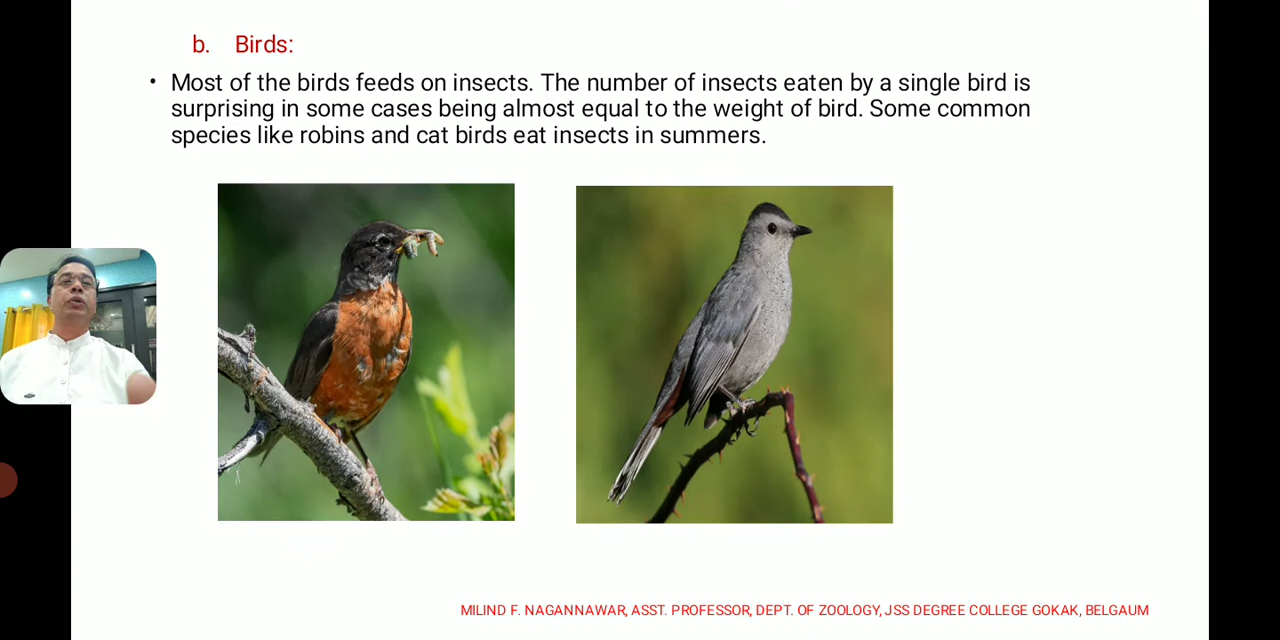 b. Birds:
• Most of the birds feeds on insects. The number of insects eaten by a single bird is
surprising in some cases being almost equal to the weight of bird. Some common
species like robins and cat birds eat insects in summers.
MILIND F. NAGANNAWAR, ASST. PROFESSOR, DEPT. OF ZOOLOGY, JSS DEGREE COLLEGE GOKAK, BELGAUM